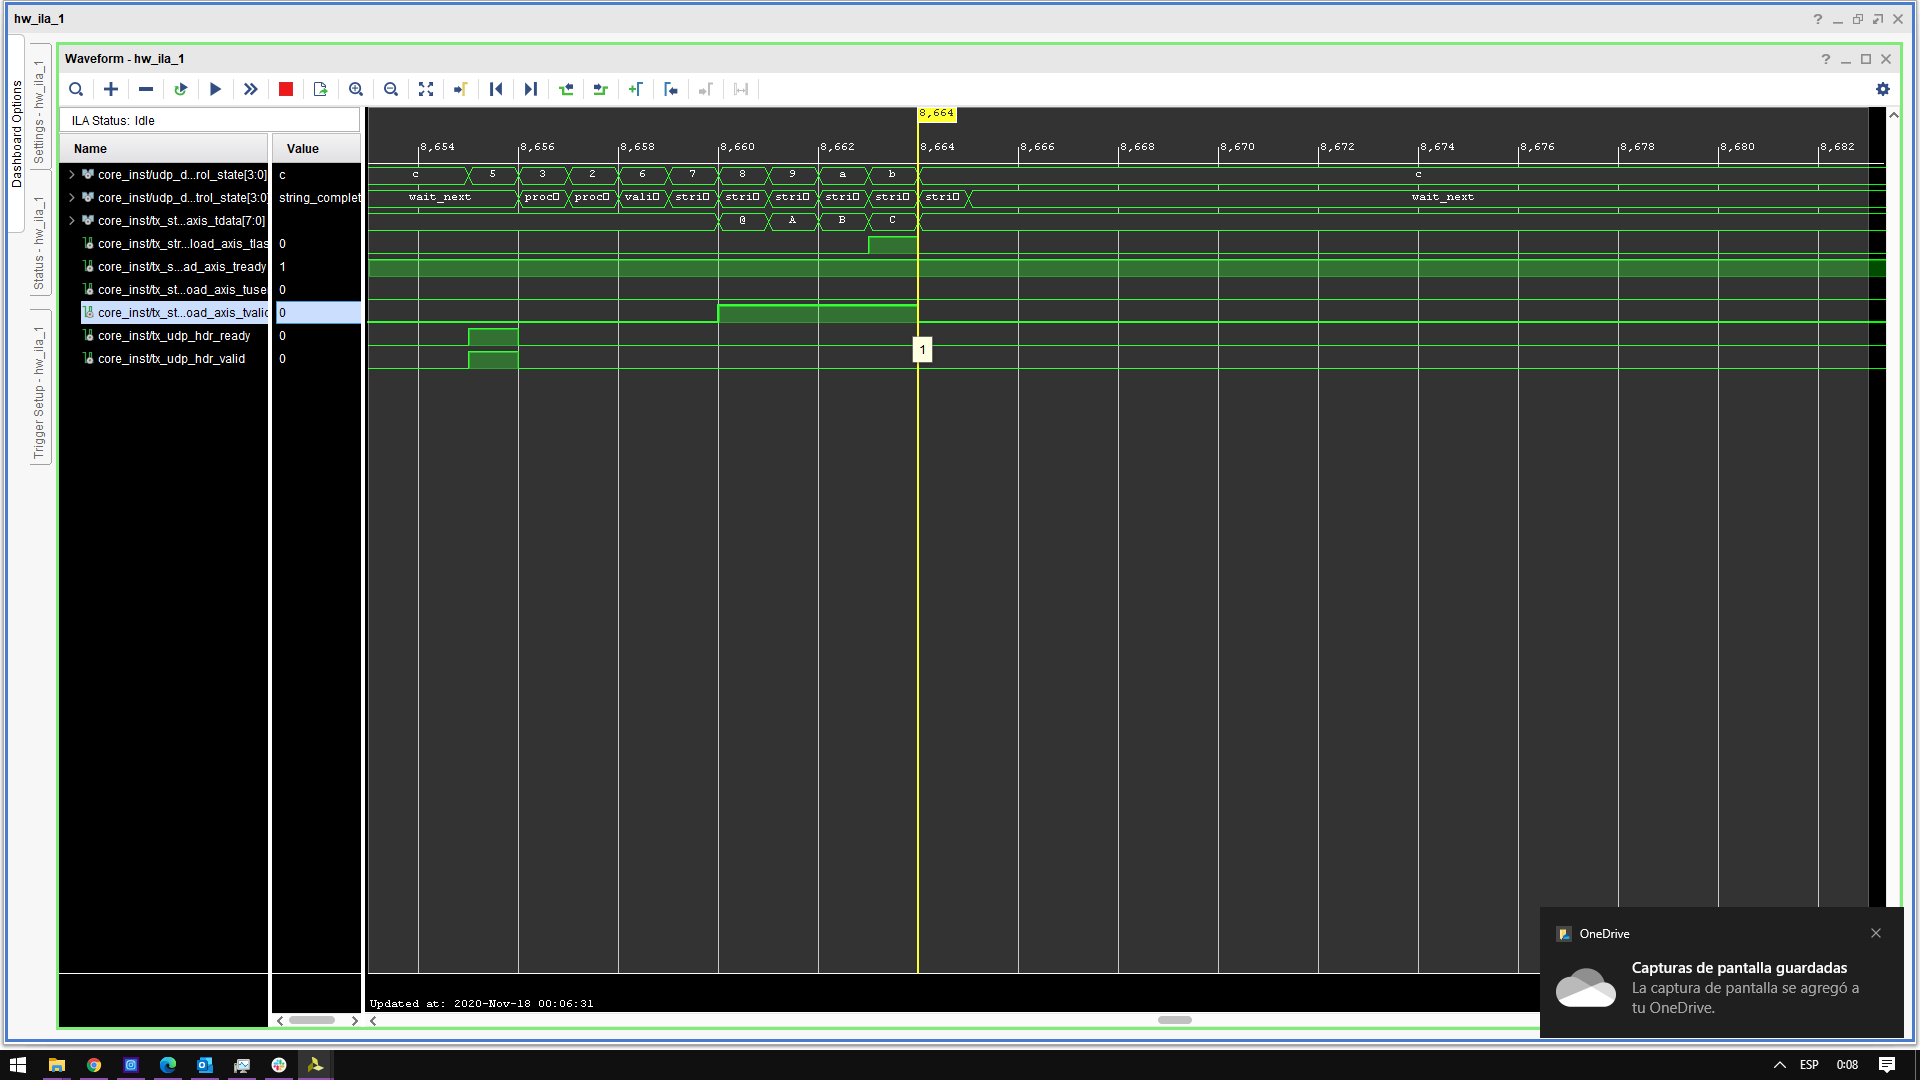 hw_ila_1
Waveform - hw_ila_1
Dashboard Options
Settings - hw_ila_1
Status - hw_ila_1
Trigger Setup - hw_ila_1
ILA Status: Idle
Name Value
8,664
8,654 8,656 8,658 8,660 8,662 8,664 8,666 8,668 8,670 8,672 8,674 8,676 8,678 8,680 8,682
core_inst/udp_d...rol_state[3:0] c c 5 3 2 6 7 8 9 a b c
core_inst/udp_d...trol_state[3:0 string_complet wait_next proc proc vali stri stri stri stri stri stri wait_next
core_inst/tx_st...axis_tdata[7:0] @ A B C
core_inst/tx_str...load_axis_tlas 0
core_inst/tx_s...ad_axis_tready 1
core_inst/tx_st...oad_axis_tuse 0
core_inst/tx_st...oad_axis_tvalid 0
core_inst/tx_udp_hdr_ready 0
core_inst/tx_udp_hdr_valid 0
1
Updated at: 2020-Nov-18 00:06:31
OneDrive
Capturas de pantalla guardadas
La captura de pantalla se agregó a
tu OneDrive.
ESP 0:08